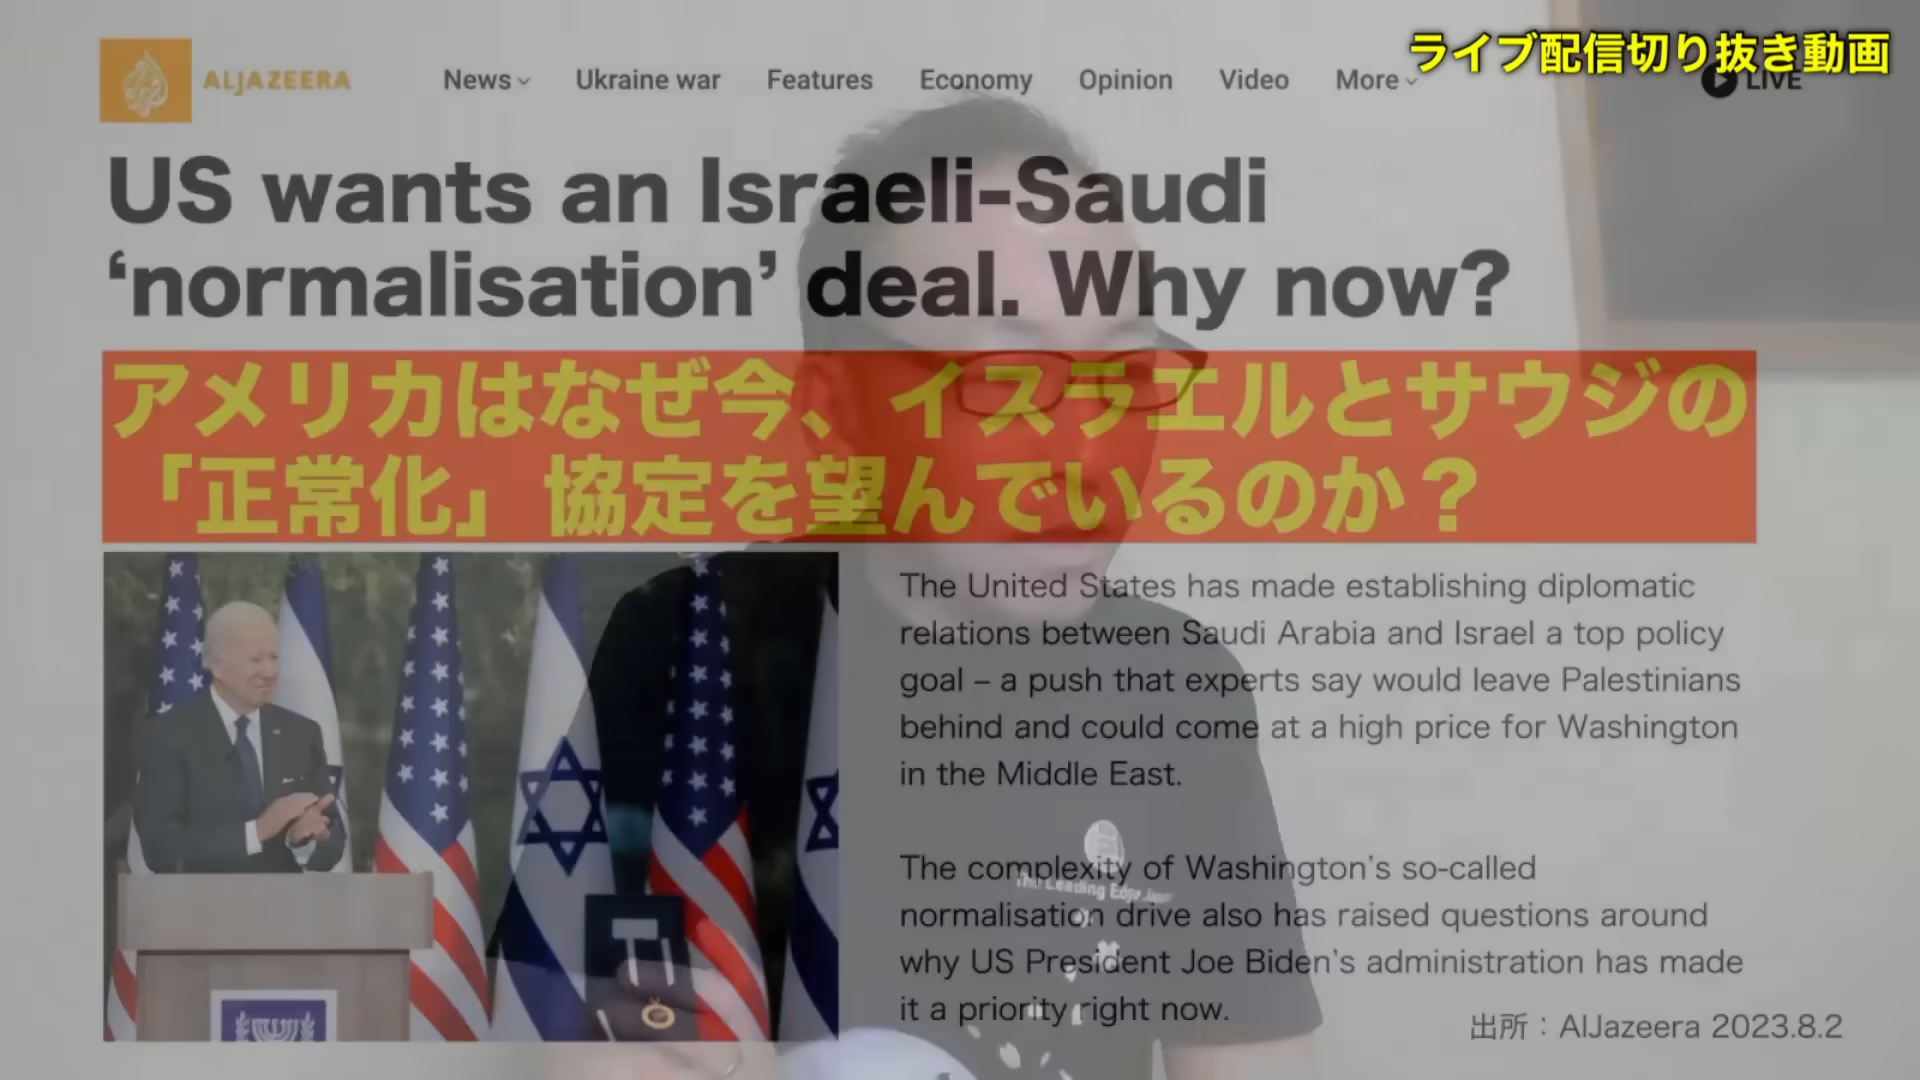 ライブ配信切り抜き動画
ALJAZEERA
News Ukraine war Features Economy Opinion Video More LIVE
US wants an Israeli-Saudi
‘normalisation’ deal. Why now?
アメリカはなぜ今、イスラエルとサウジの
「正常化」協定を望んでいるのか？
The United States has made establishing diplomatic
relations between Saudi Arabia and Israel a top policy
goal – a push that experts say would leave Palestinians
behind and could come at a high price for Washington
in the Middle East.
The complexity of Washington's so-called
normalisation drive also has raised questions around
why US President Joe Biden's administration has made
it a priority right now.
The Leading Edge
出所：AlJazeera 2023.8.2